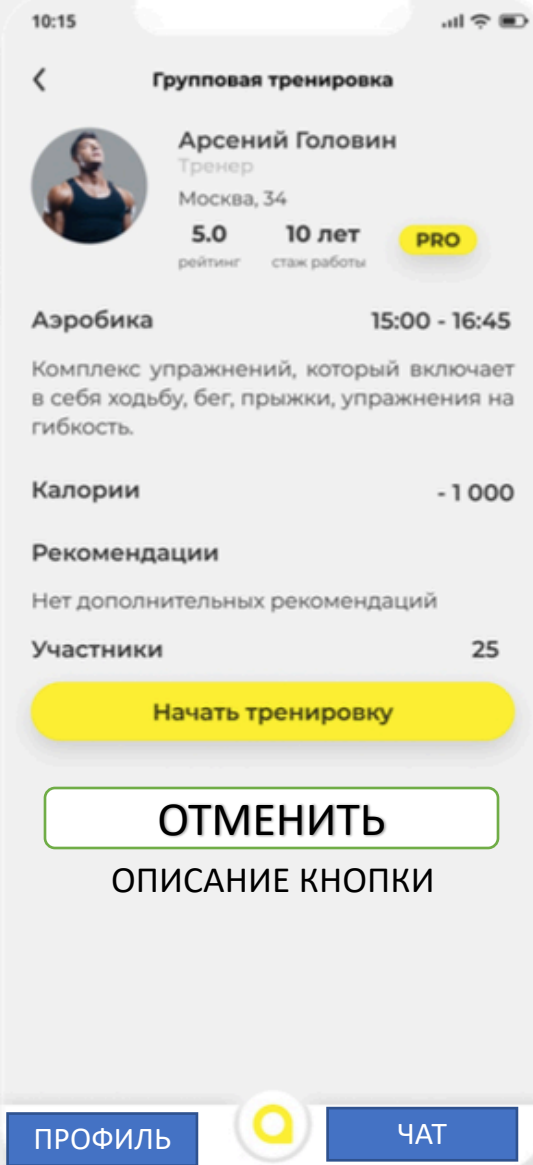 10:15
Групповая тренировка
Арсений Головин
Тренер
Москва, 34
5.0 10 лет PRO
рейтинг стаж работы
Аэробика 15:00 - 16:45
Комплекс упражнений, который включает
в себя ходьбу, бег, прыжки, упражнения на
гибкость.
Калории - 1 000
Рекомендации
Нет дополнительных рекомендаций
Участники 25
Начать тренировку
ОТМЕНИТЬ
ОПИСАНИЕ КНОПКИ
ПРОФИЛЬ ЧАТ